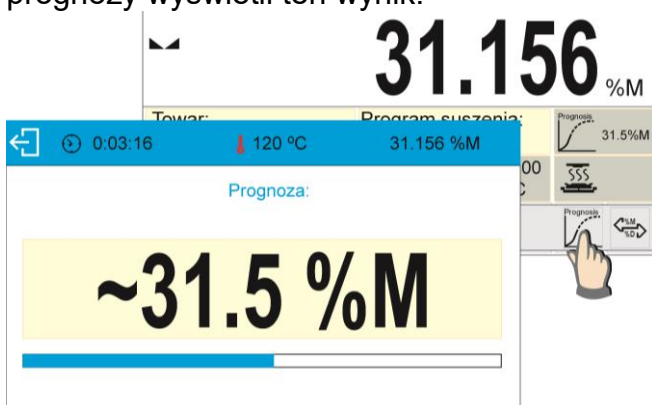 prognozy wyświetli ten wynik.
31.156 %M
Towar: Program suszenia:
Prognosis 31.5%M
0:03:16 120 ºC 31.156 %M
00
Prognoza:
Prognosis
%M
%D
~31.5 %M